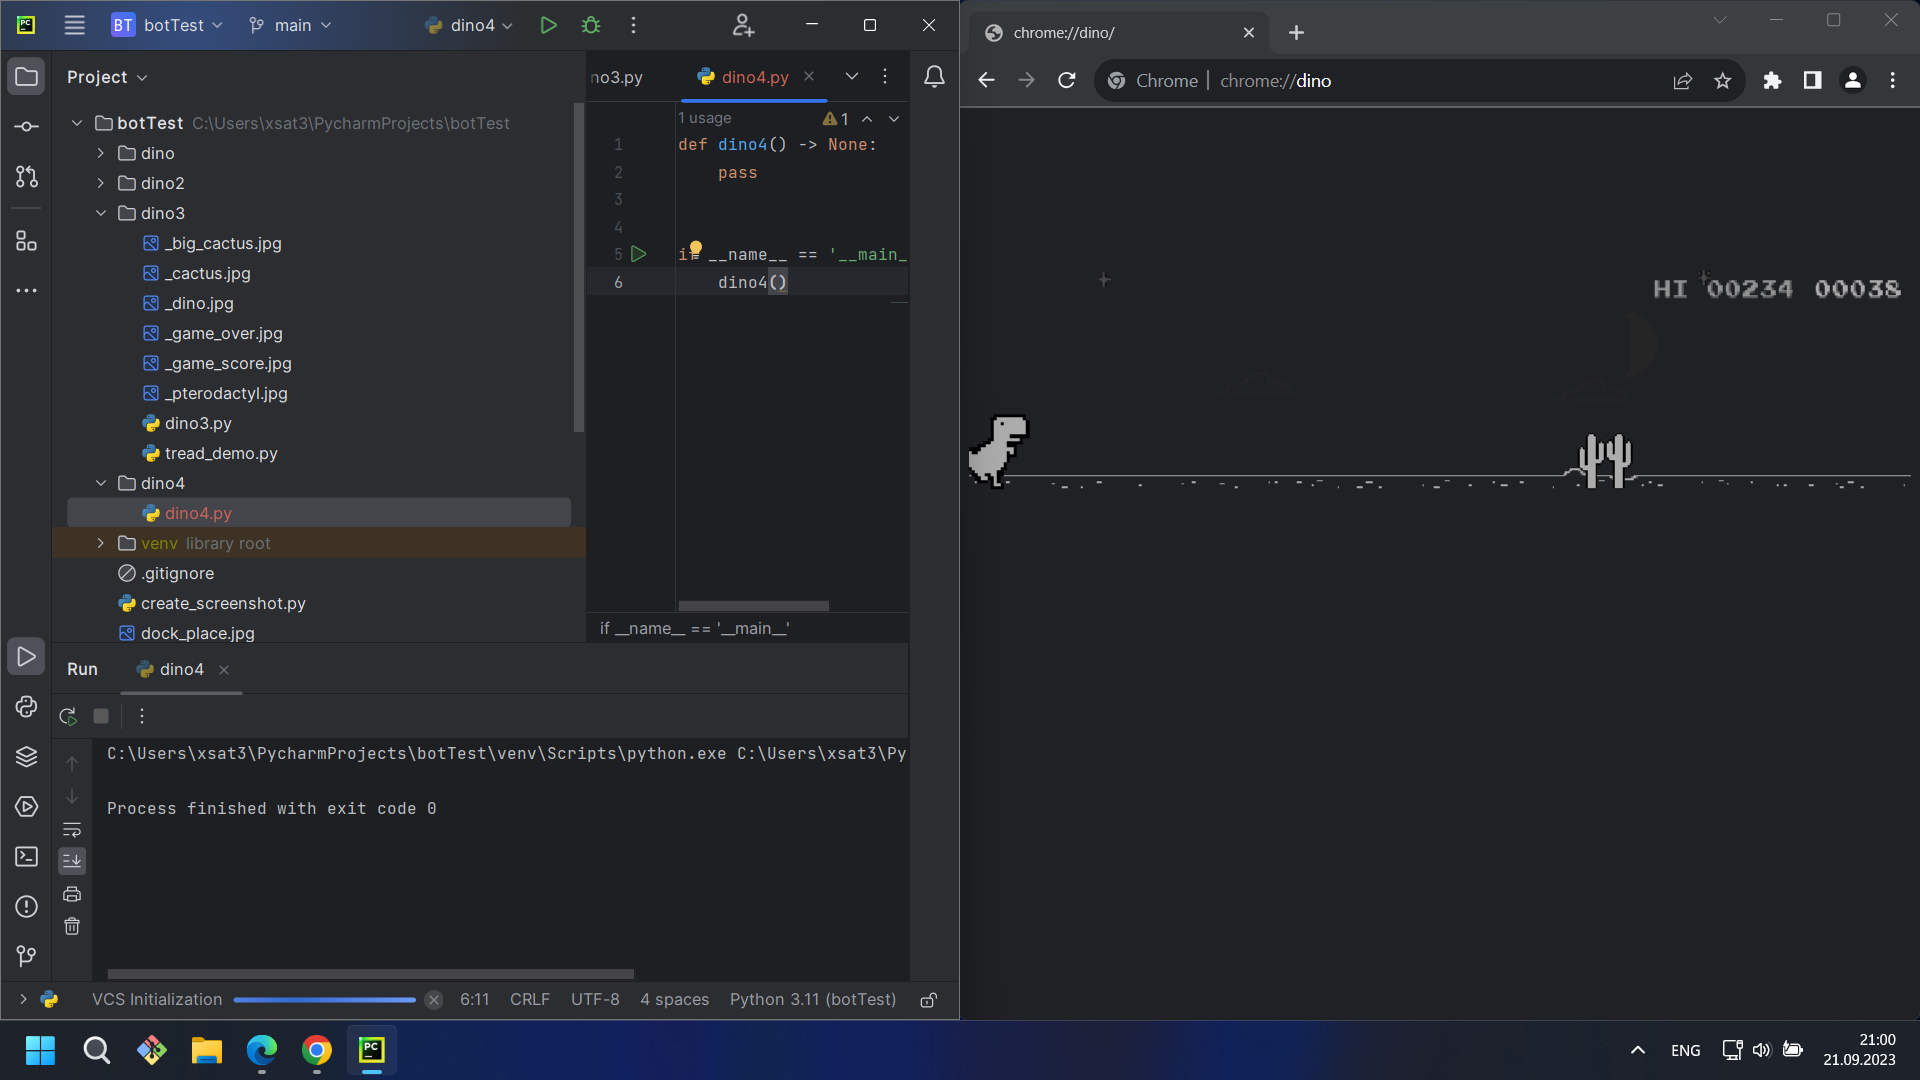 PC
BT botTest
main
dino4
Project
botTest C:\Users\xsat3\PycharmProjects\botTest
dino
dino2
dino3
_big_cactus.jpg
_cactus.jpg
_dino.jpg
_game_over.jpg
_game_score.jpg
_pterodactyl.jpg
dino3.py
tread_demo.py
dino4
dino4.py
venv library root
.gitignore
create_screenshot.py
dock_place.jpg
no3.py
dino4.py
1 usage
1
1 def dino4() -> None:
2 pass
3
4
5 if __name__ == '__main_
6 dino4()
if __name__ == '__main__'
Run
dino4
C:\Users\xsat3\PycharmProjects\botTest\venv\Scripts\python.exe C:\Users\xsat3\Py
Process finished with exit code 0
VCS Initialization
6:11
CRLF
UTF-8
4 spaces
Python 3.11 (botTest)
chrome://dino/
Chrome
chrome://dino
HI 00234 00038
PC
ENG
21:00
21.09.2023